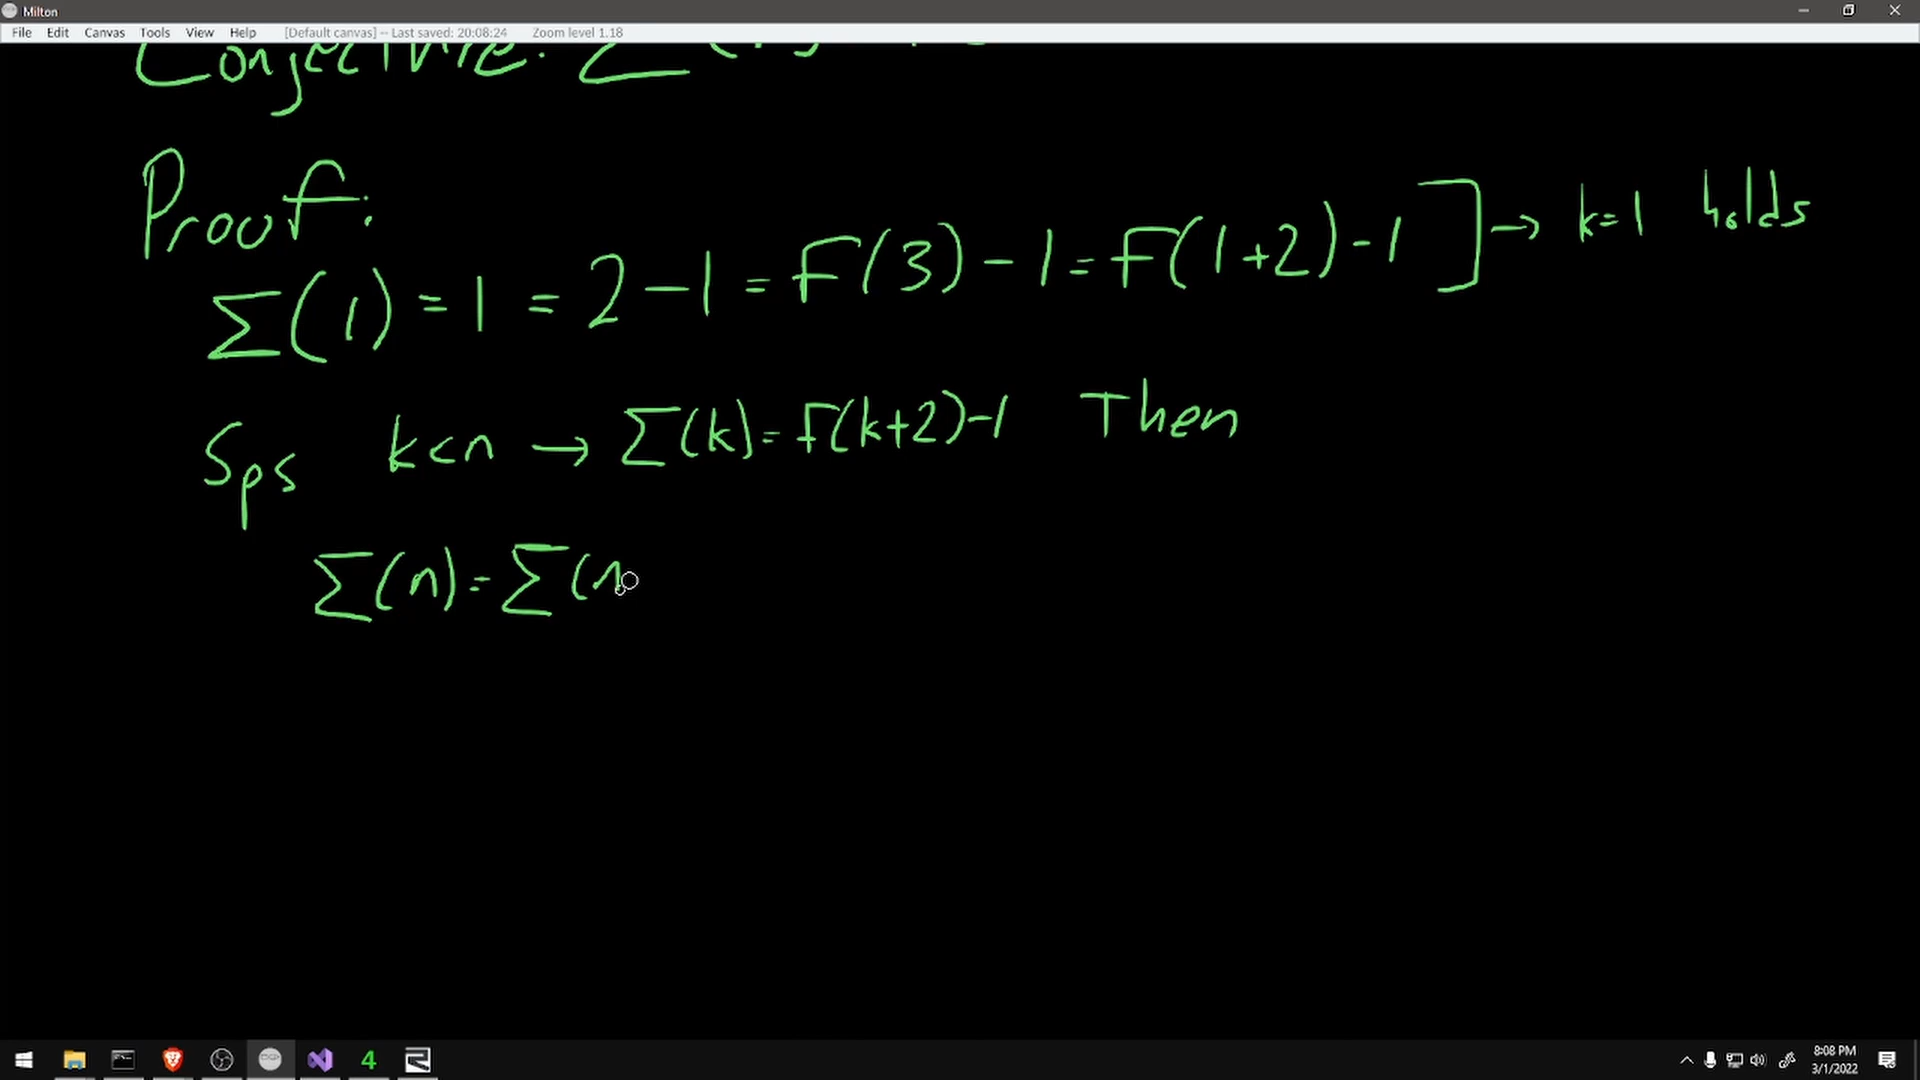 Milton
File Edit Canvas Tools View Help [Default canvas] -- Last saved: 20:08:24 Zoom level 1.18
Conjecture: Σ(
Proof:
Σ(1) = 1 = 2 - 1 = F(3) - 1 = F(1+2) - 1 ] → k=1 holds
Sps k<n → Σ(k) = F(k+2)-1 Then
Σ(n) = Σ(n
4
8:08 PM
3/1/2022